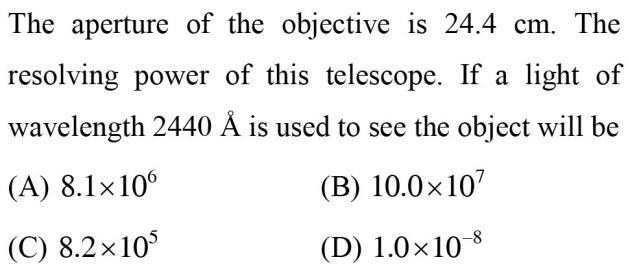 The aperture of the objective is 24.4 cm. The
resolving power of this telescope. If a light of
wavelength 2440 Å is used to see the object will be
(A) 8.1×10⁶ (B) 10.0×10⁷
(C) 8.2×10⁵ (D) 1.0×10⁻⁸